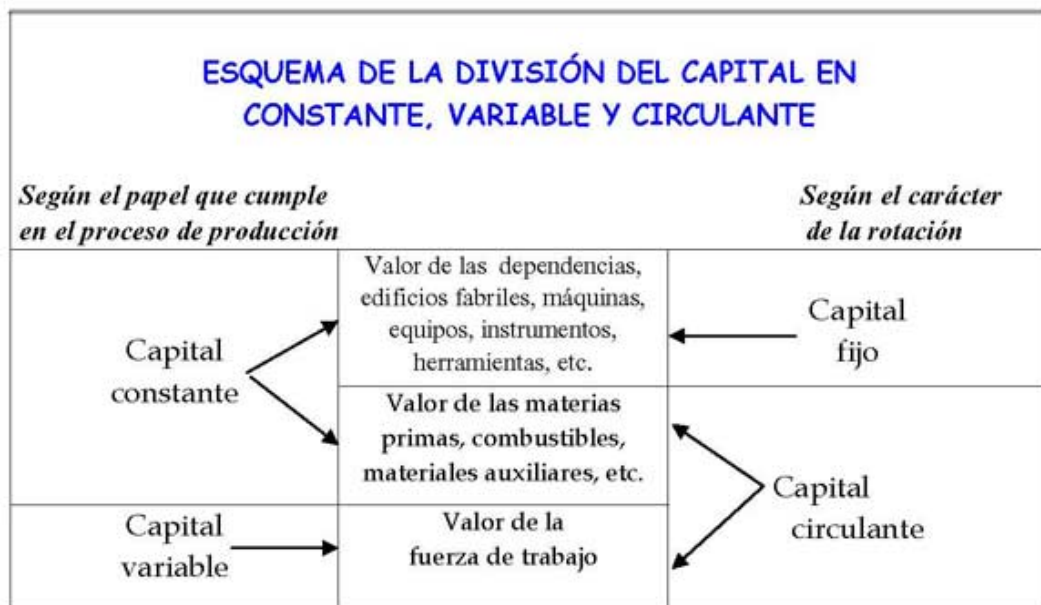 ESQUEMA DE LA DIVISIÓN DEL CAPITAL EN
CONSTANTE, VARIABLE Y CIRCULANTE
Según el papel que cumple
en el proceso de producción
Según el carácter
de la rotación
Capital
constante
Valor de las dependencias,
edificios fabriles, máquinas,
equipos, instrumentos,
herramientas, etc.
Capital
fijo
Valor de las materias
primas, combustibles,
materiales auxiliares, etc.
Capital
circulante
Capital
variable
Valor de la
fuerza de trabajo